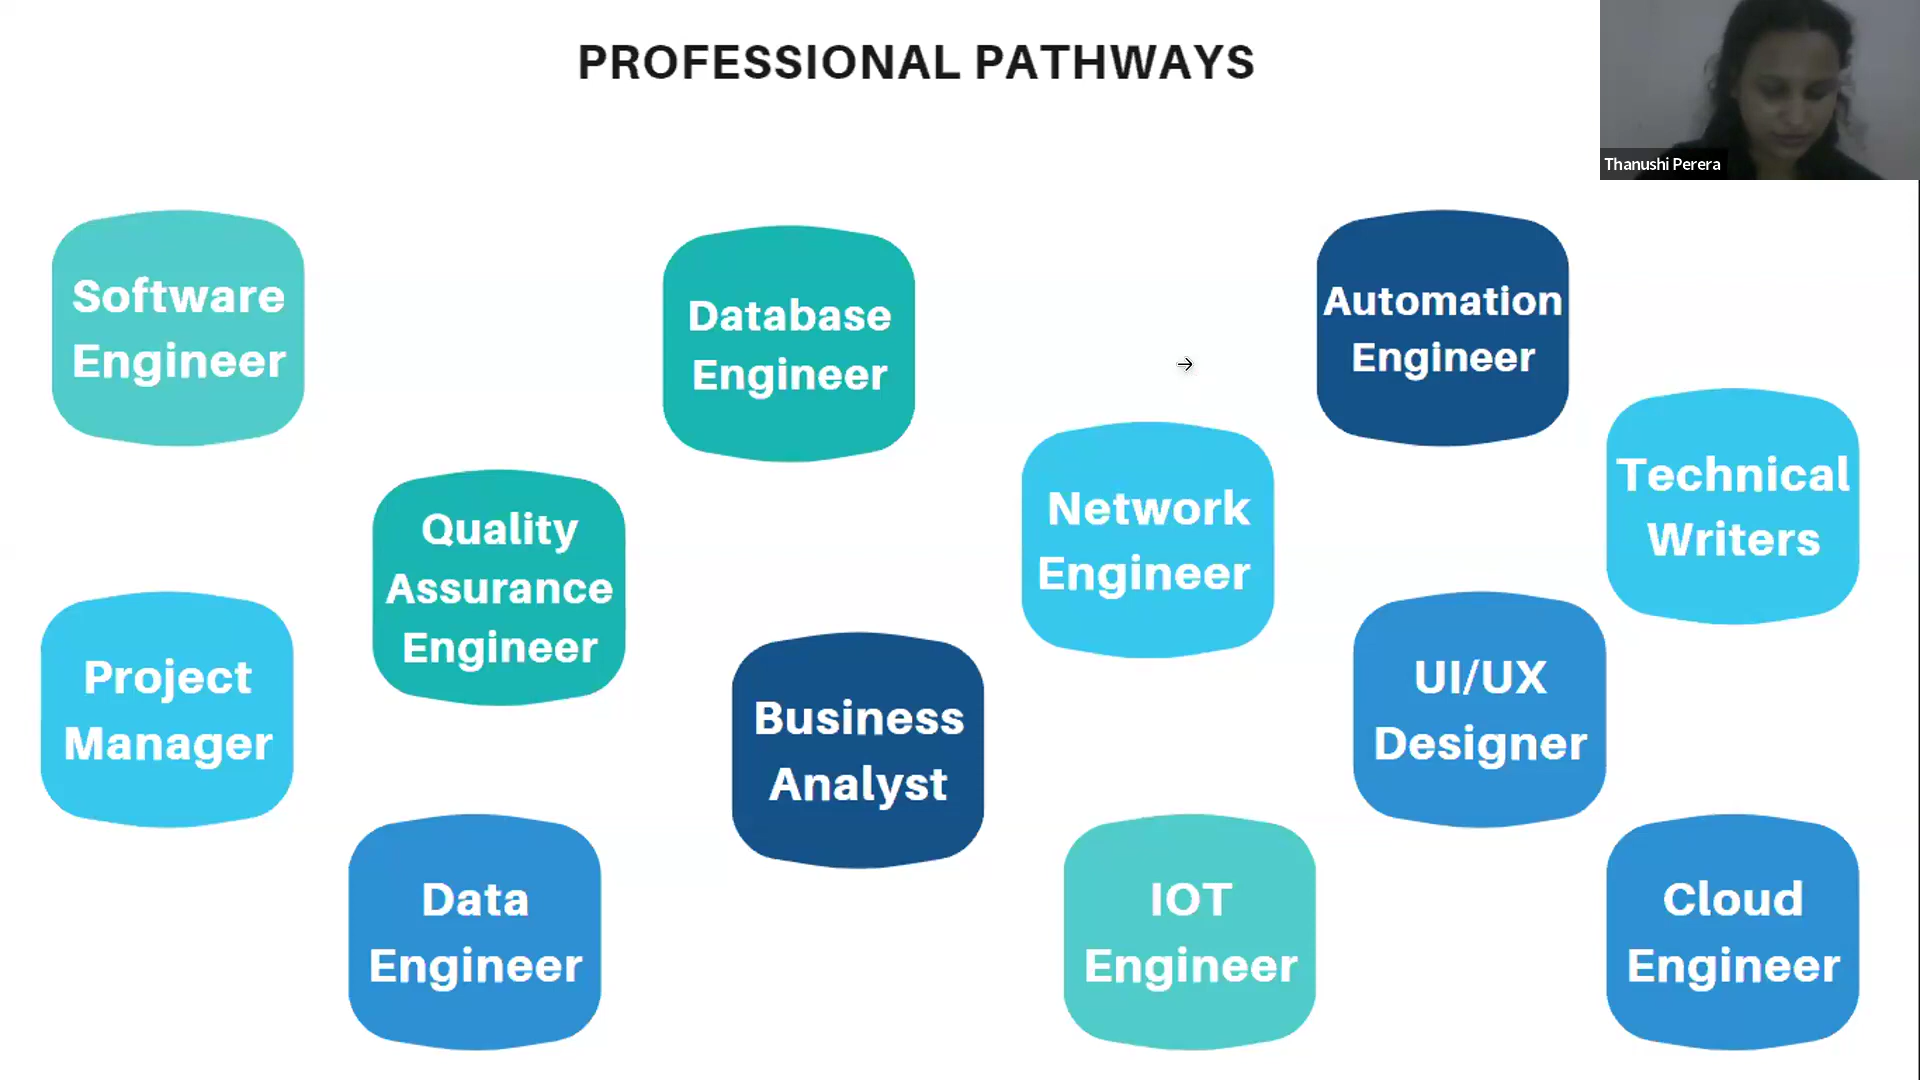 PROFESSIONAL PATHWAYS
Thanushi Perera
Software
Engineer
Database
Engineer
Automation
Engineer
Technical
Writers
Network
Engineer
Quality
Assurance
Engineer
Project
Manager
Business
Analyst
UI/UX
Designer
Data
Engineer
IOT
Engineer
Cloud
Engineer